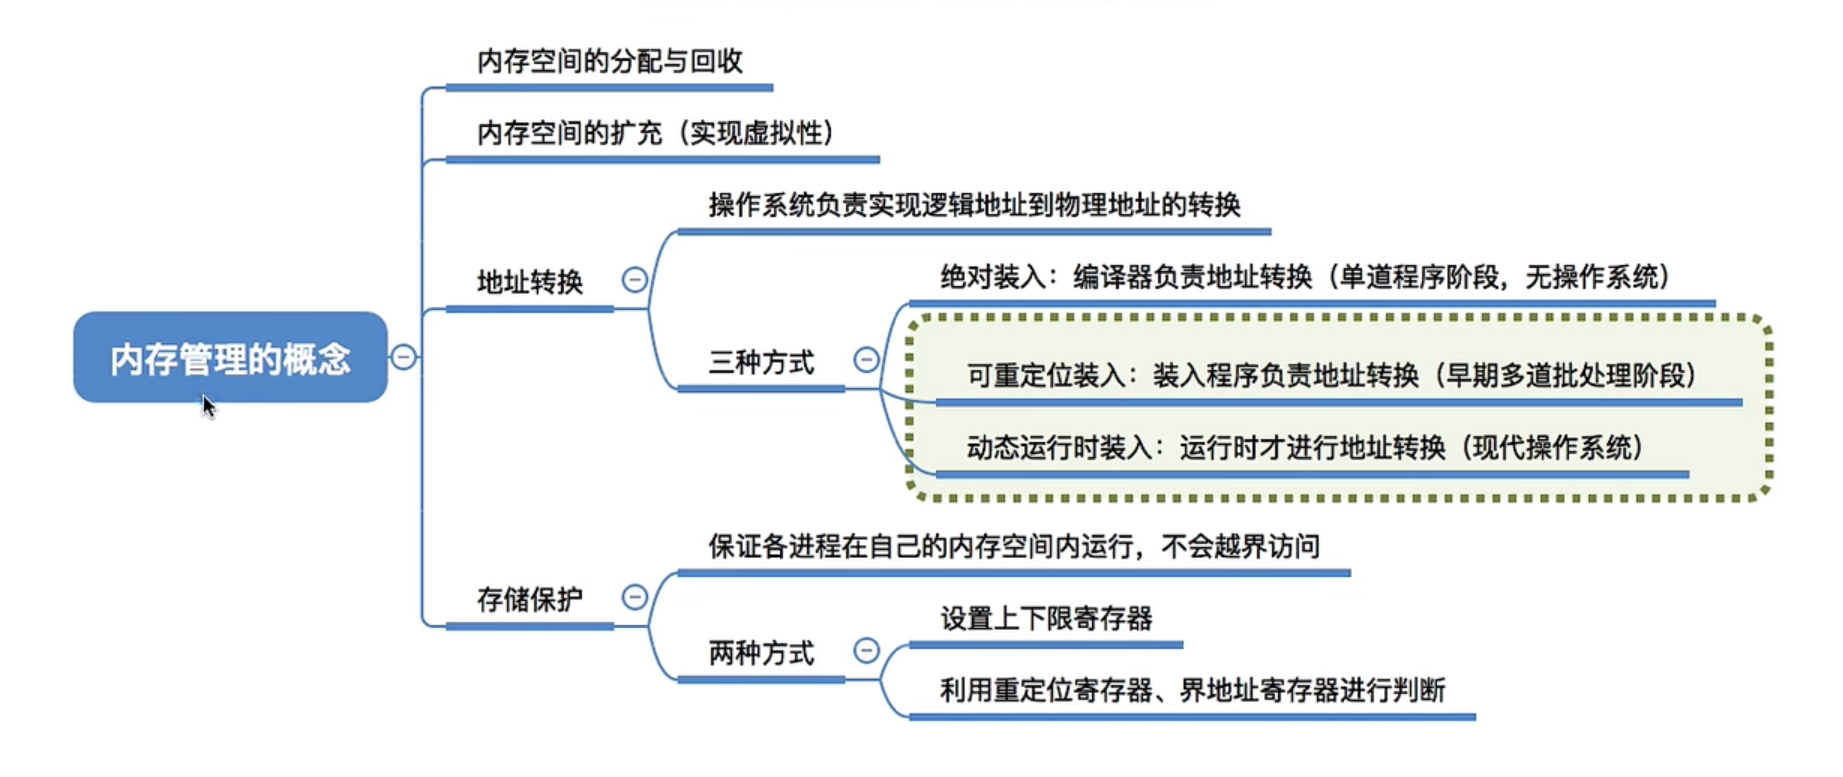 内存空间的分配与回收
内存空间的扩充（实现虚拟性）
操作系统负责实现逻辑地址到物理地址的转换
地址转换
绝对装入：编译器负责地址转换（单道程序阶段，无操作系统）
三种方式
可重定位装入：装入程序负责地址转换（早期多道批处理阶段）
动态运行时装入：运行时才进行地址转换（现代操作系统）
内存管理的概念
保证各进程在自己的内存空间内运行，不会越界访问
存储保护
设置上下限寄存器
两种方式
利用重定位寄存器、界地址寄存器进行判断